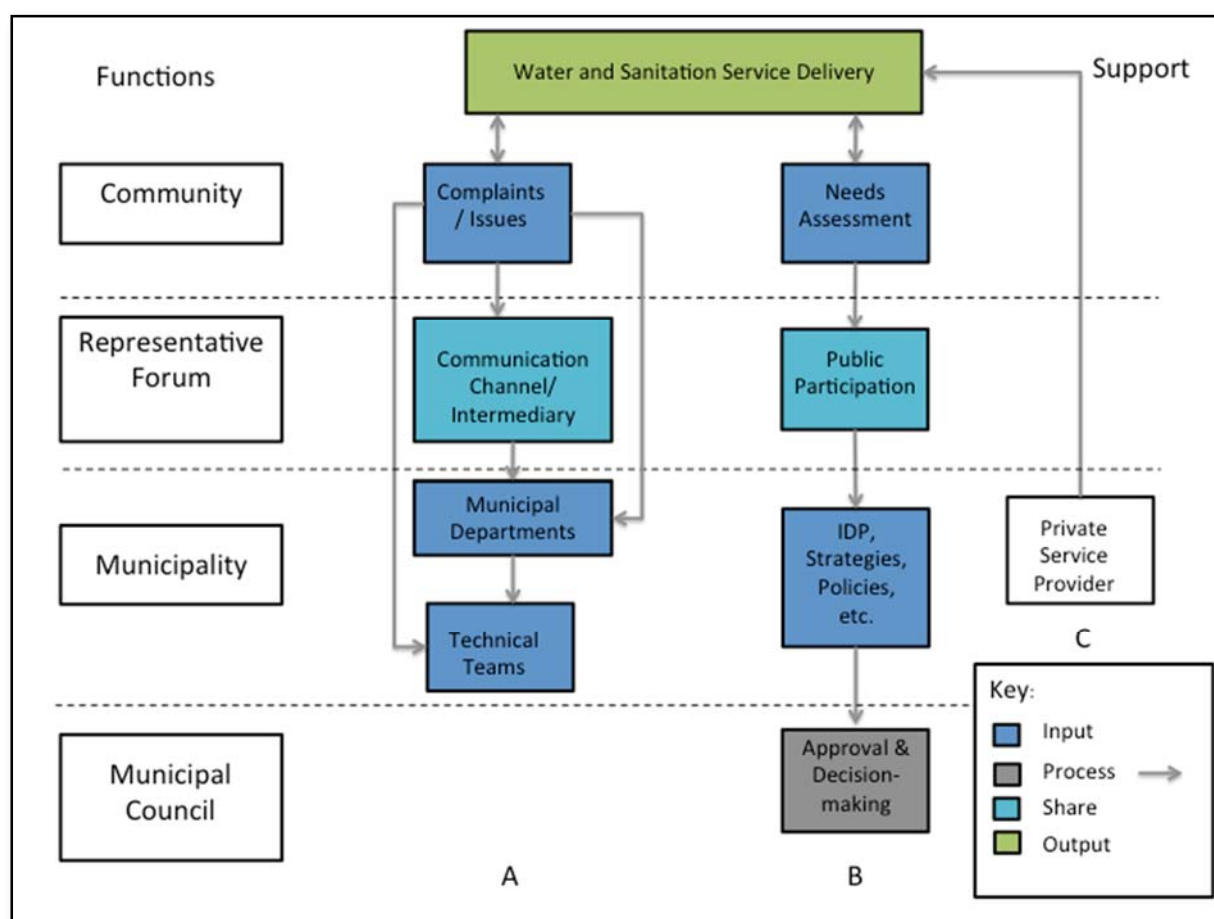 Functions
Water and Sanitation Service Delivery
Support
Community
Complaints
/ Issues
Needs
Assessment
Representative
Forum
Communication
Channel/
Intermediary
Public
Participation
Municipality
Municipal
Departments
Technical
Teams
IDP,
Strategies,
Policies,
etc.
Private
Service
Provider
C
Municipal
Council
Approval &
Decision-
making
A
B
Key:
Input
Process
Share
Output